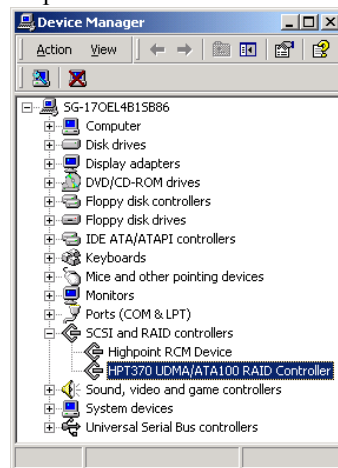 Device Manager
Action View
SG-17OEL4B1SB86
Computer
Disk drives
Display adapters
DVD/CD-ROM drives
Floppy disk controllers
Floppy disk drives
IDE ATA/ATAPI controllers
Keyboards
Mice and other pointing devices
Monitors
Ports (COM & LPT)
SCSI and RAID controllers
Highpoint RCM Device
HPT370 UDMA/ATA100 RAID Controller
Sound, video and game controllers
System devices
Universal Serial Bus controllers